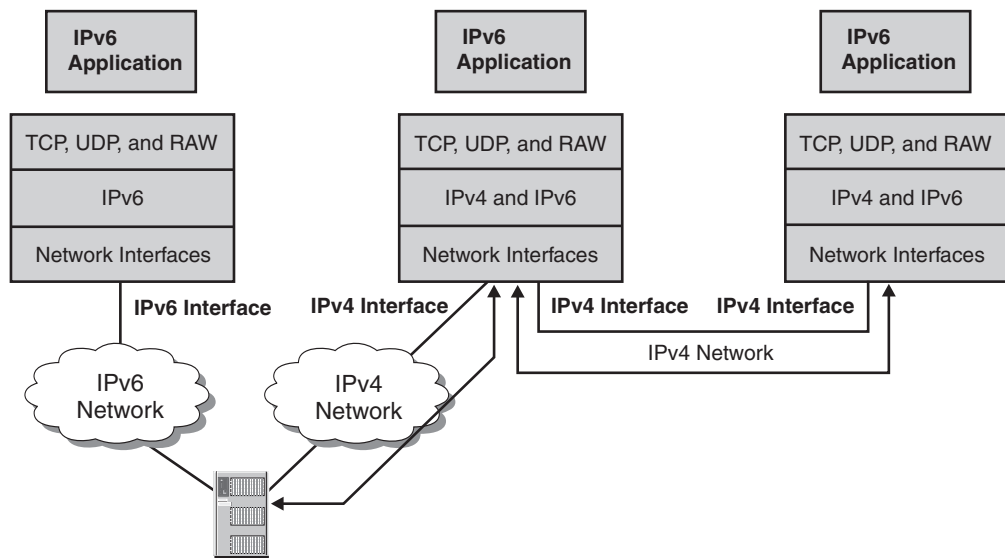 IPv6
Application
IPv6
Application
IPv6
Application
TCP, UDP, and RAW
IPv6
Network Interfaces
TCP, UDP, and RAW
IPv4 and IPv6
Network Interfaces
TCP, UDP, and RAW
IPv4 and IPv6
Network Interfaces
IPv6 Interface
IPv4 Interface
IPv4 Interface
IPv4 Interface
IPv4 Network
IPv6
Network
IPv4
Network